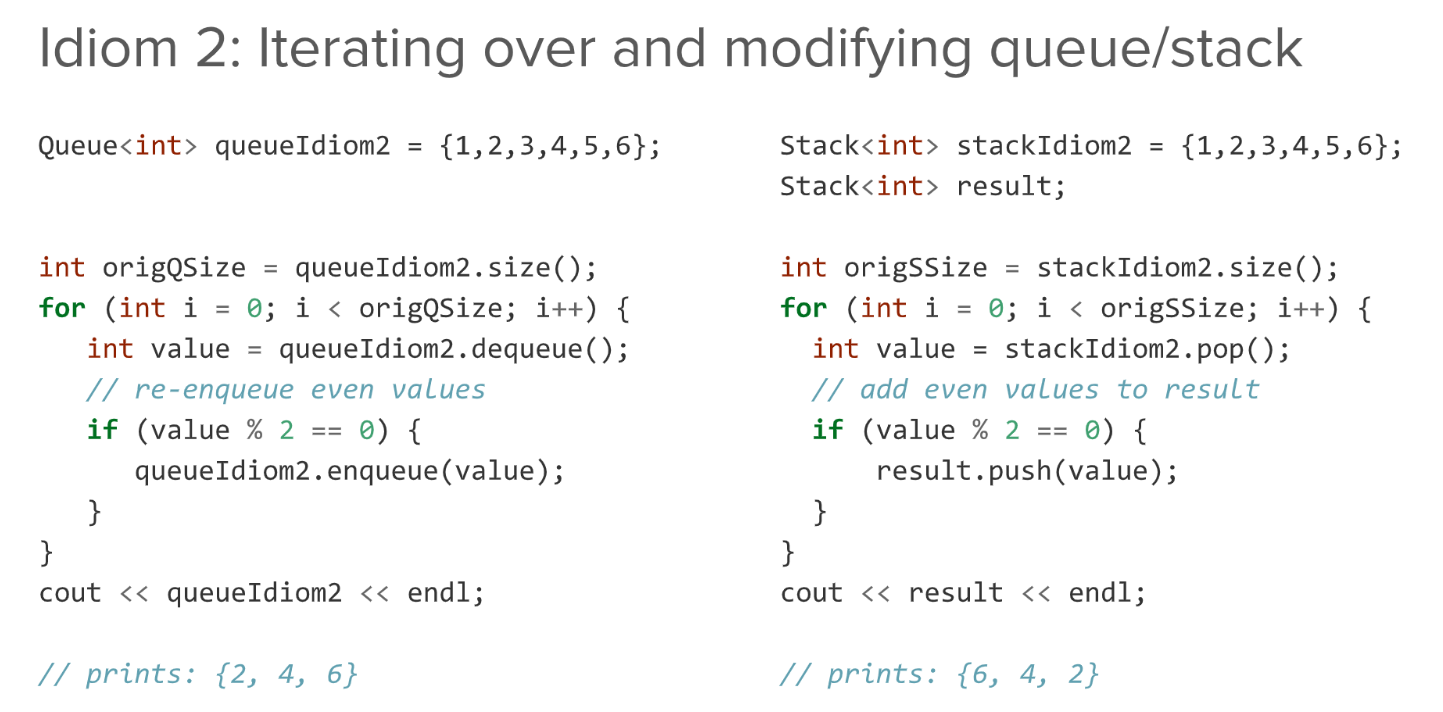 Idiom 2: Iterating over and modifying queue/stack
Queue<int> queueIdiom2 = {1,2,3,4,5,6};
int origQSize = queueIdiom2.size();
for (int i = 0; i < origQSize; i++) {
   int value = queueIdiom2.dequeue();
   // re-enqueue even values
   if (value % 2 == 0) {
      queueIdiom2.enqueue(value);
   }
}
cout << queueIdiom2 << endl;
// prints: {2, 4, 6}
Stack<int> stackIdiom2 = {1,2,3,4,5,6};
Stack<int> result;
int origSSize = stackIdiom2.size();
for (int i = 0; i < origSSize; i++) {
  int value = stackIdiom2.pop();
  // add even values to result
  if (value % 2 == 0) {
      result.push(value);
  }
}
cout << result << endl;
// prints: {6, 4, 2}